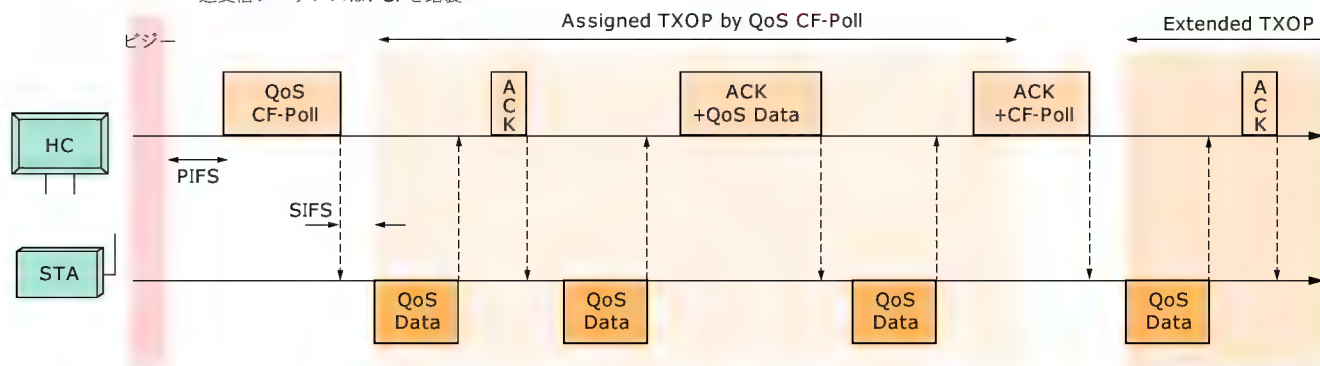 Assigned TXOP by QoS CF-Poll
Extended TXOP
ビジー
QoS
CF-Poll
A
C
K
ACK
+QoS Data
ACK
+CF-Poll
A
C
K
HC
PIFS
SIFS
STA
QoS
Data
QoS
Data
QoS
Data
QoS
Data